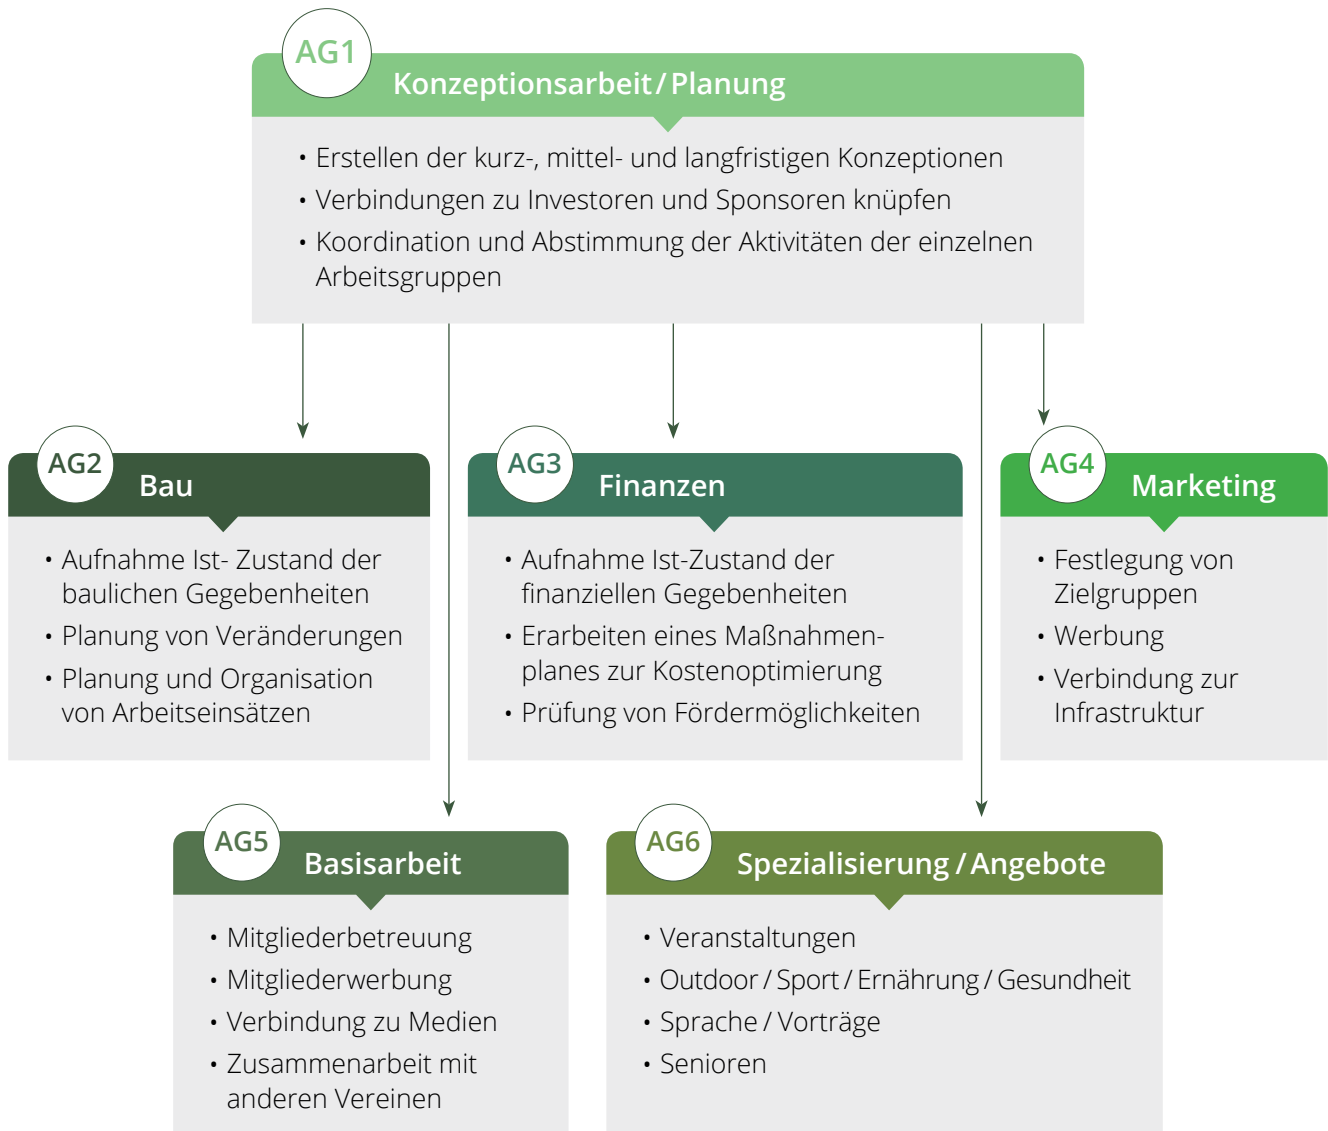 AG1
Konzeptionsarbeit / Planung
• Erstellen der kurz-, mittel- und langfristigen Konzeptionen
• Verbindungen zu Investoren und Sponsoren knüpfen
• Koordination und Abstimmung der Aktivitäten der einzelnen
Arbeitsgruppen
AG2
Bau
• Aufnahme Ist- Zustand der
baulichen Gegebenheiten
• Planung von Veränderungen
• Planung und Organisation
von Arbeitseinsätzen
AG3
Finanzen
• Aufnahme Ist-Zustand der
finanziellen Gegebenheiten
• Erarbeiten eines Maßnahmen-
planes zur Kostenoptimierung
• Prüfung von Fördermöglichkeiten
AG4
Marketing
• Festlegung von
Zielgruppen
• Werbung
• Verbindung zur
Infrastruktur
AG5
Basisarbeit
• Mitgliederbetreuung
• Mitgliederwerbung
• Verbindung zu Medien
• Zusammenarbeit mit
anderen Vereinen
AG6
Spezialisierung / Angebote
• Veranstaltungen
• Outdoor / Sport / Ernährung / Gesundheit
• Sprache / Vorträge
• Senioren